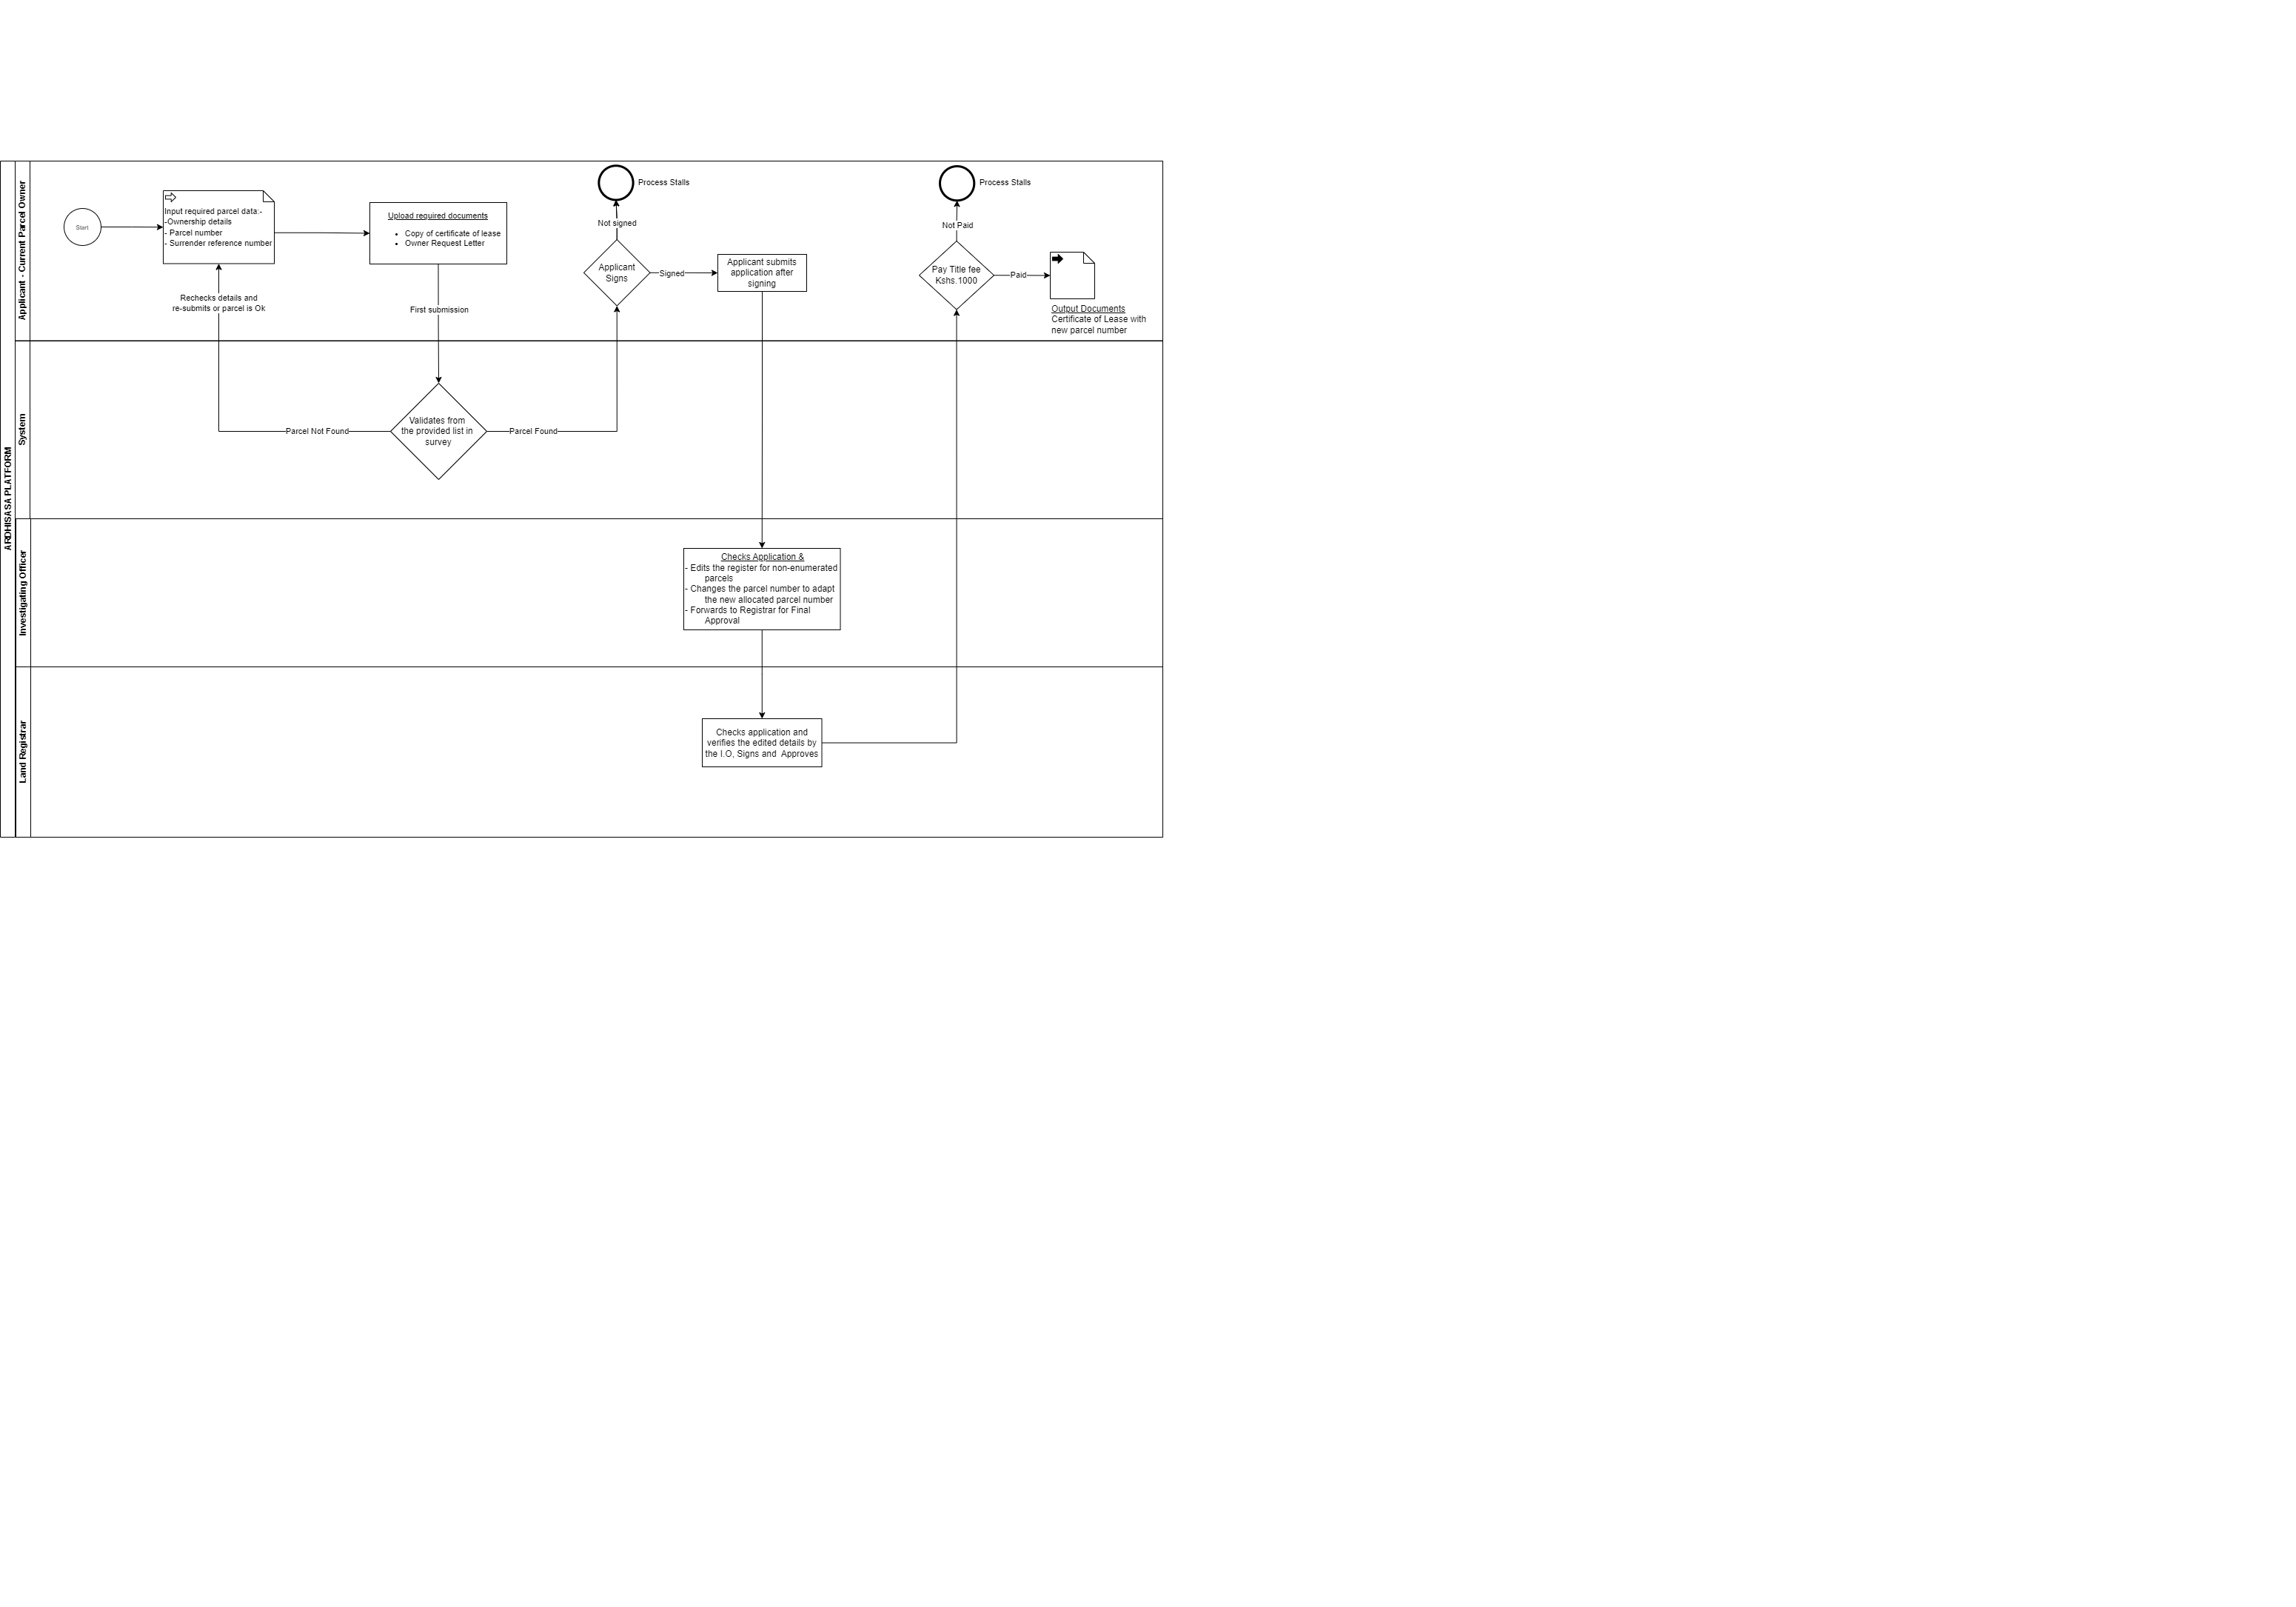 ARDHISASA PLATFORM
Applicant - Current Parcel Owner
Start
Input required parcel data:-
-Ownership details
- Parcel number
- Surrender reference number
Upload required documents
• Copy of certificate of lease
• Owner Request Letter
Rechecks details and
re-submits or parcel is Ok
First submission
Process Stalls
Not signed
Applicant
Signs
Signed
Applicant submits
application after
signing
Process Stalls
Not Paid
Pay Title fee
Kshs.1000
Paid
Output Documents
Certificate of Lease with
new parcel number
System
Parcel Not Found
Validates from
the provided list in
survey
Parcel Found
Investigating Officer
Checks Application &
- Edits the register for non-enumerated
parcels
- Changes the parcel number to adapt
the new allocated parcel number
- Forwards to Registrar for Final
Approval
Land Registrar
Checks application and
verifies the edited details by
the I.O, Signs and  Approves